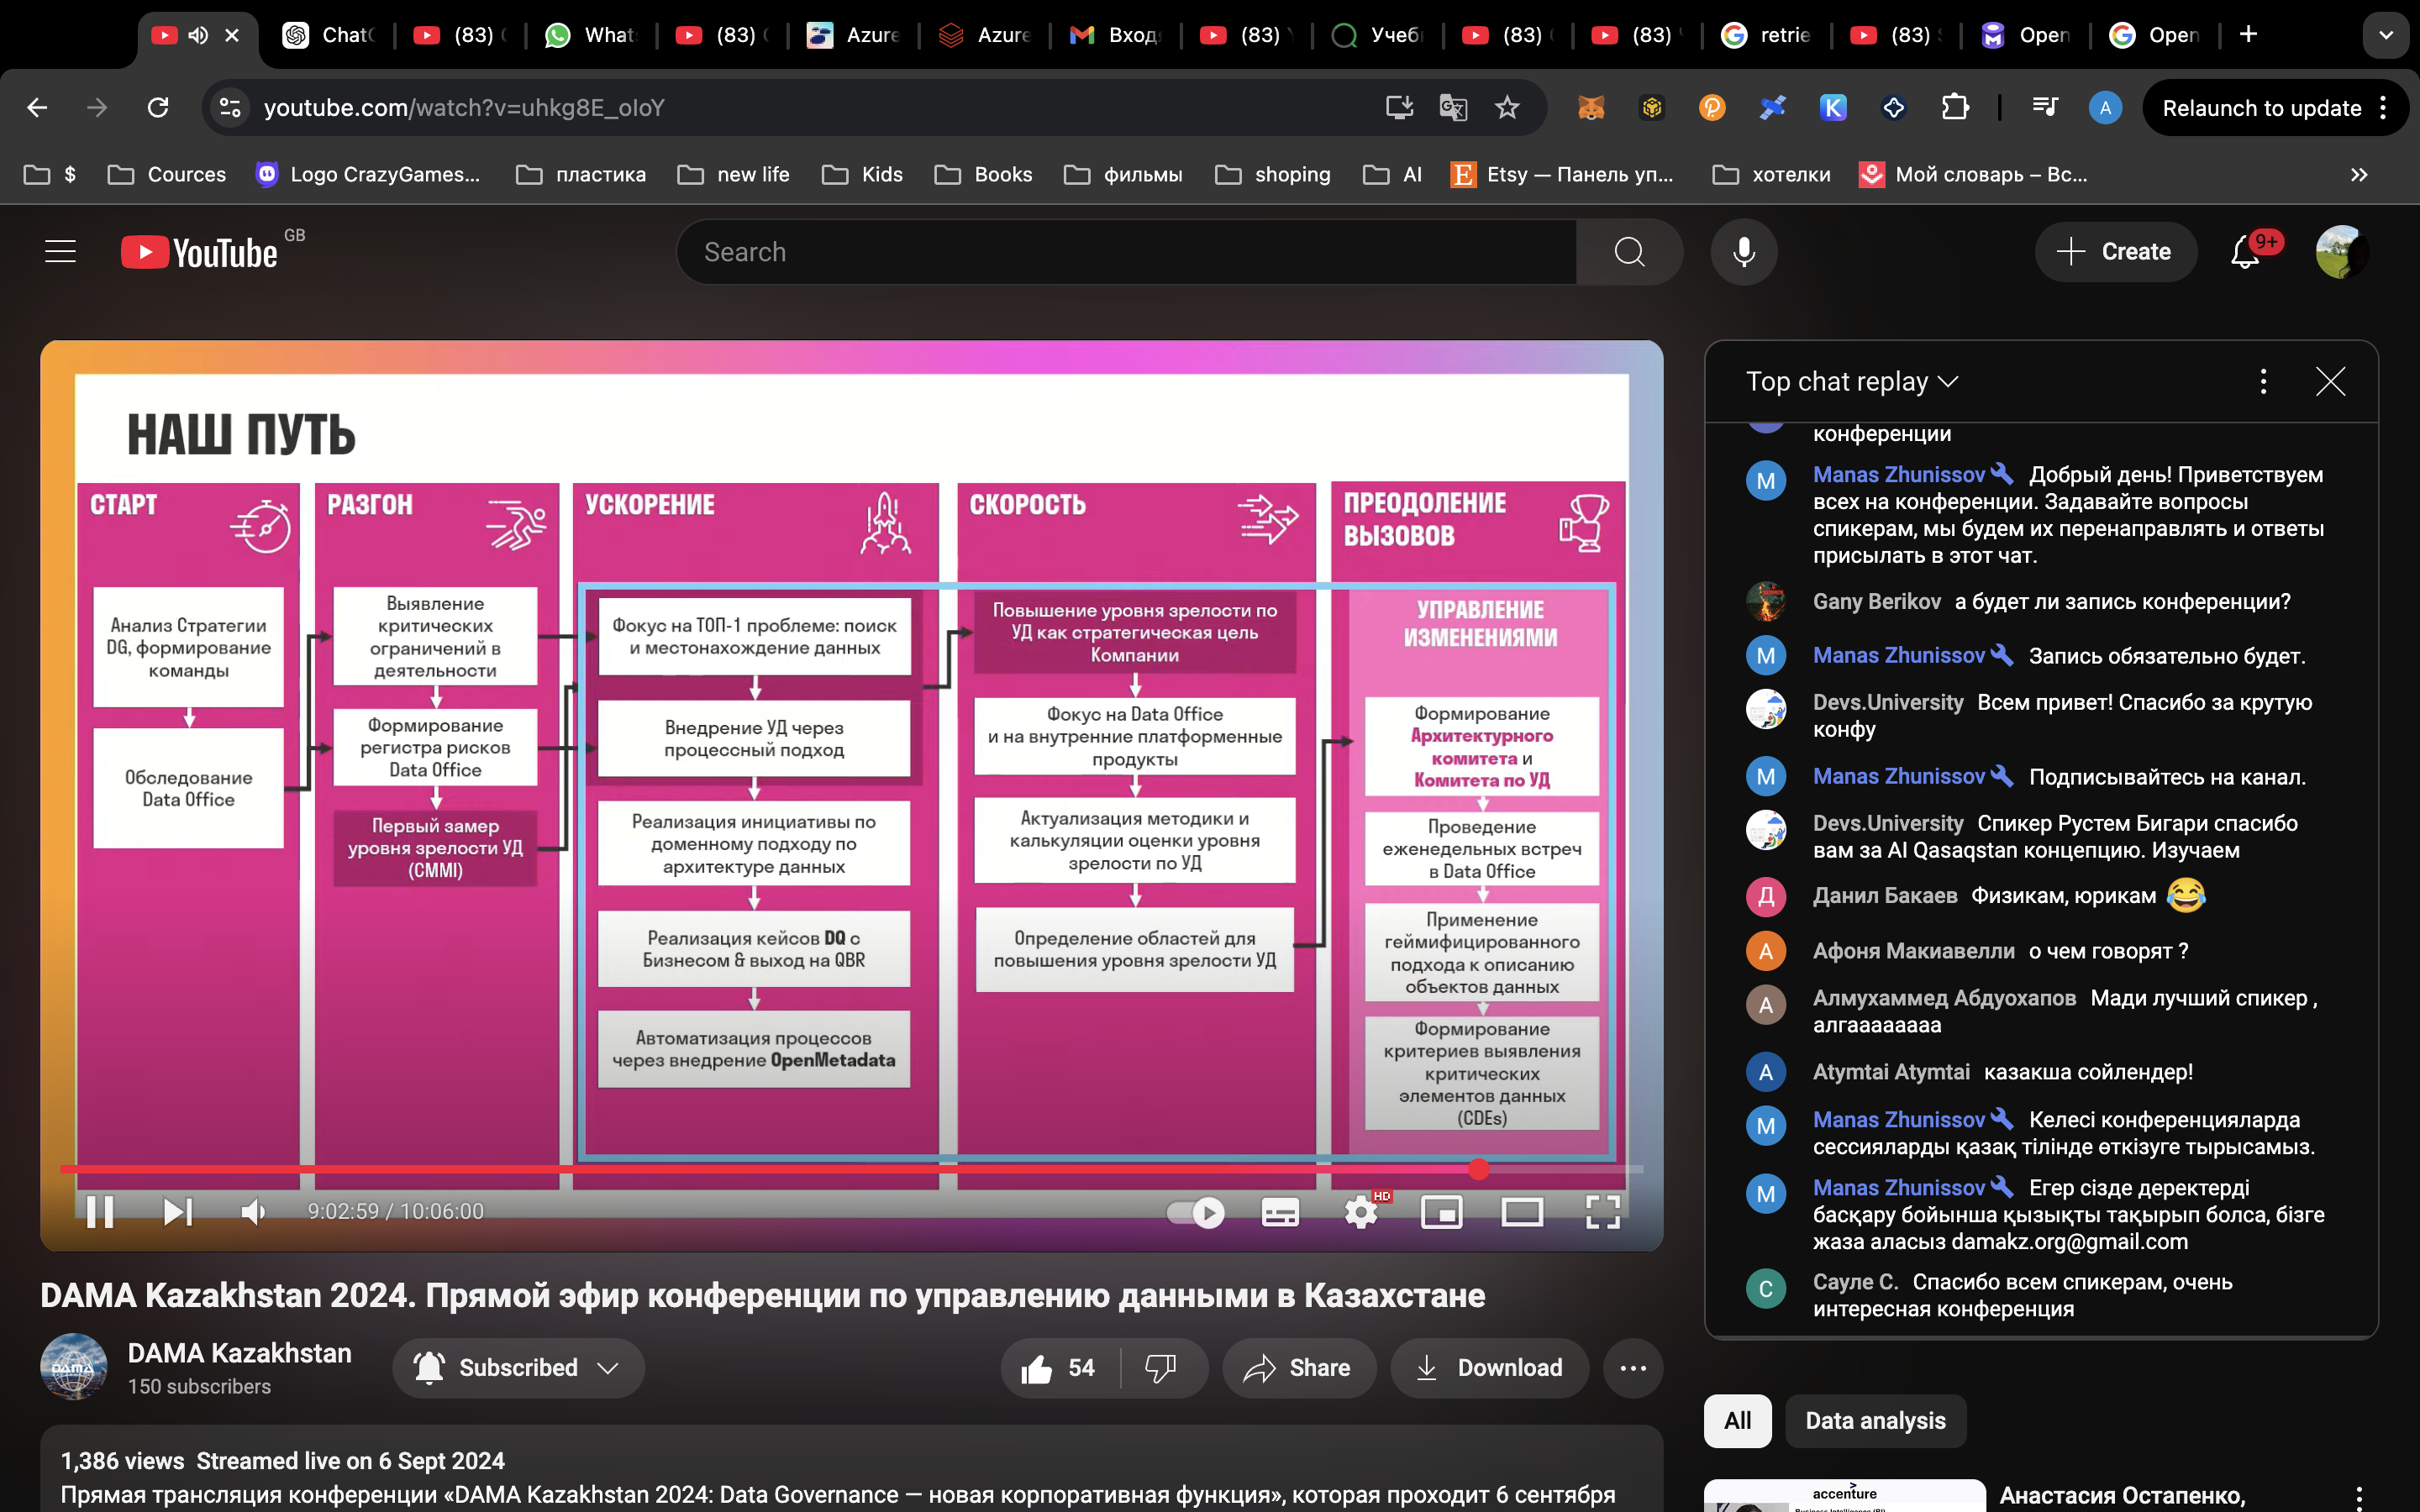 ChatG
(83)
What
(83)
Azure
Azure
Вход
(83)
Учеб
(83)
(83)
retrie
(83)
Open
Open
youtube.com/watch?v=uhkg8E_oIoY
A
Relaunch to update
$
Cources
Logo CrazyGames...
пластика
new life
Kids
Books
фильмы
shoping
AI
Etsy — Панель уп...
хотелки
Мой словарь – Вс...
YouTube GB
Search
Create
9+
НАШ ПУТЬ
СТАРТ
Анализ Стратегии
DG, формирование
команды
Обследование
Data Office
РАЗГОН
Выявление
критических
ограничений в
деятельности
Формирование
регистра рисков
Data Office
Первый замер
уровня зрелости УД
(CMMI)
УСКОРЕНИЕ
Фокус на ТОП-1 проблеме: поиск
и местонахождение данных
Внедрение УД через
процессный подход
Реализация инициативы по
доменному подходу по
архитектуре данных
Реализация кейсов DQ с
Бизнесом & выход на QBR
Автоматизация процессов
через внедрение OpenMetadata
СКОРОСТЬ
Повышение уровня зрелости по
УД как стратегическая цель
Компании
Фокус на Data Office
и на внутренние платформенные
продукты
Актуализация методики и
калькуляции оценки уровня
зрелости по УД
Определение областей для
повышения уровня зрелости УД
ПРЕОДОЛЕНИЕ
ВЫЗОВОВ
УПРАВЛЕНИЕ
ИЗМЕНЕНИЯМИ
Формирование
Архитектурного
комитета и
Комитета по УД
Проведение
еженедельных встреч
в Data Office
Применение
геймифицированного
подхода к описанию
объектов данных
Формирование
критериев выявления
критических
элементов данных
(CDEs)
9:02:59 / 10:06:00
HD
DAMA Kazakhstan 2024. Прямой эфир конференции по управлению данными в Казахстане
DAMA
DAMA Kazakhstan
150 subscribers
Subscribed
54
Share
Download
1,386 views Streamed live on 6 Sept 2024
Прямая трансляция конференции «DAMA Kazakhstan 2024: Data Governance — новая корпоративная функция», которая проходит 6 сентября
Top chat replay
конференции
M Manas Zhunissov Добрый день! Приветствуем
всех на конференции. Задавайте вопросы
спикерам, мы будем их перенаправлять и ответы
присылать в этот чат.
Gany Berikov а будет ли запись конференции?
M Manas Zhunissov Запись обязательно будет.
Devs.University Всем привет! Спасибо за крутую
конфу
M Manas Zhunissov Подписывайтесь на канал.
Devs.University Спикер Рустем Бигари спасибо
вам за AI Qasaqstan концепцию. Изучаем
Д Данил Бакаев Физикам, юрикам 😂
А Афоня Макиавелли о чем говорят ?
А Алмухаммед Абдуохапов Мади лучший спикер ,
алгаааааааа
A Atymtai Atymtai казакша сойлендер!
M Manas Zhunissov Келесі конференцияларда
сессияларды қазақ тілінде өткізуге тырысамыз.
M Manas Zhunissov Егер сізде деректерді
басқару бойынша қызықты тақырып болса, бізге
жаза аласыз damakz.org@gmail.com
С Сауле С. Спасибо всем спикерам, очень
интересная конференция
All
Data analysis
accenture
Анастасия Остапенко,